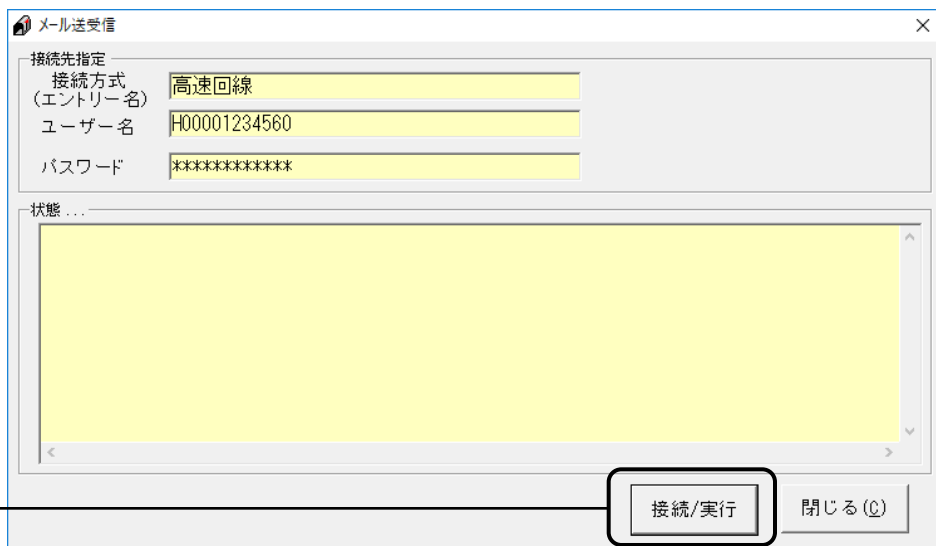 メール送受信
接続先指定
接続方式
(エントリー名)
高速回線
ユーザー名
H00001234560
パスワード
************
状態 ...
接続/実行
閉じる(C)